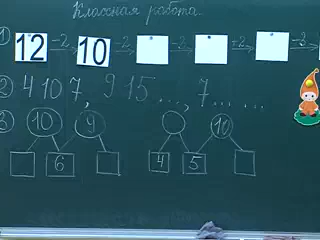 Классная работа.
① 12 -2 10 -2 -2 +2 -3
② 4 10 7, 9 15 ..., 7 ... ...
③ 10 9 10
6 4 5